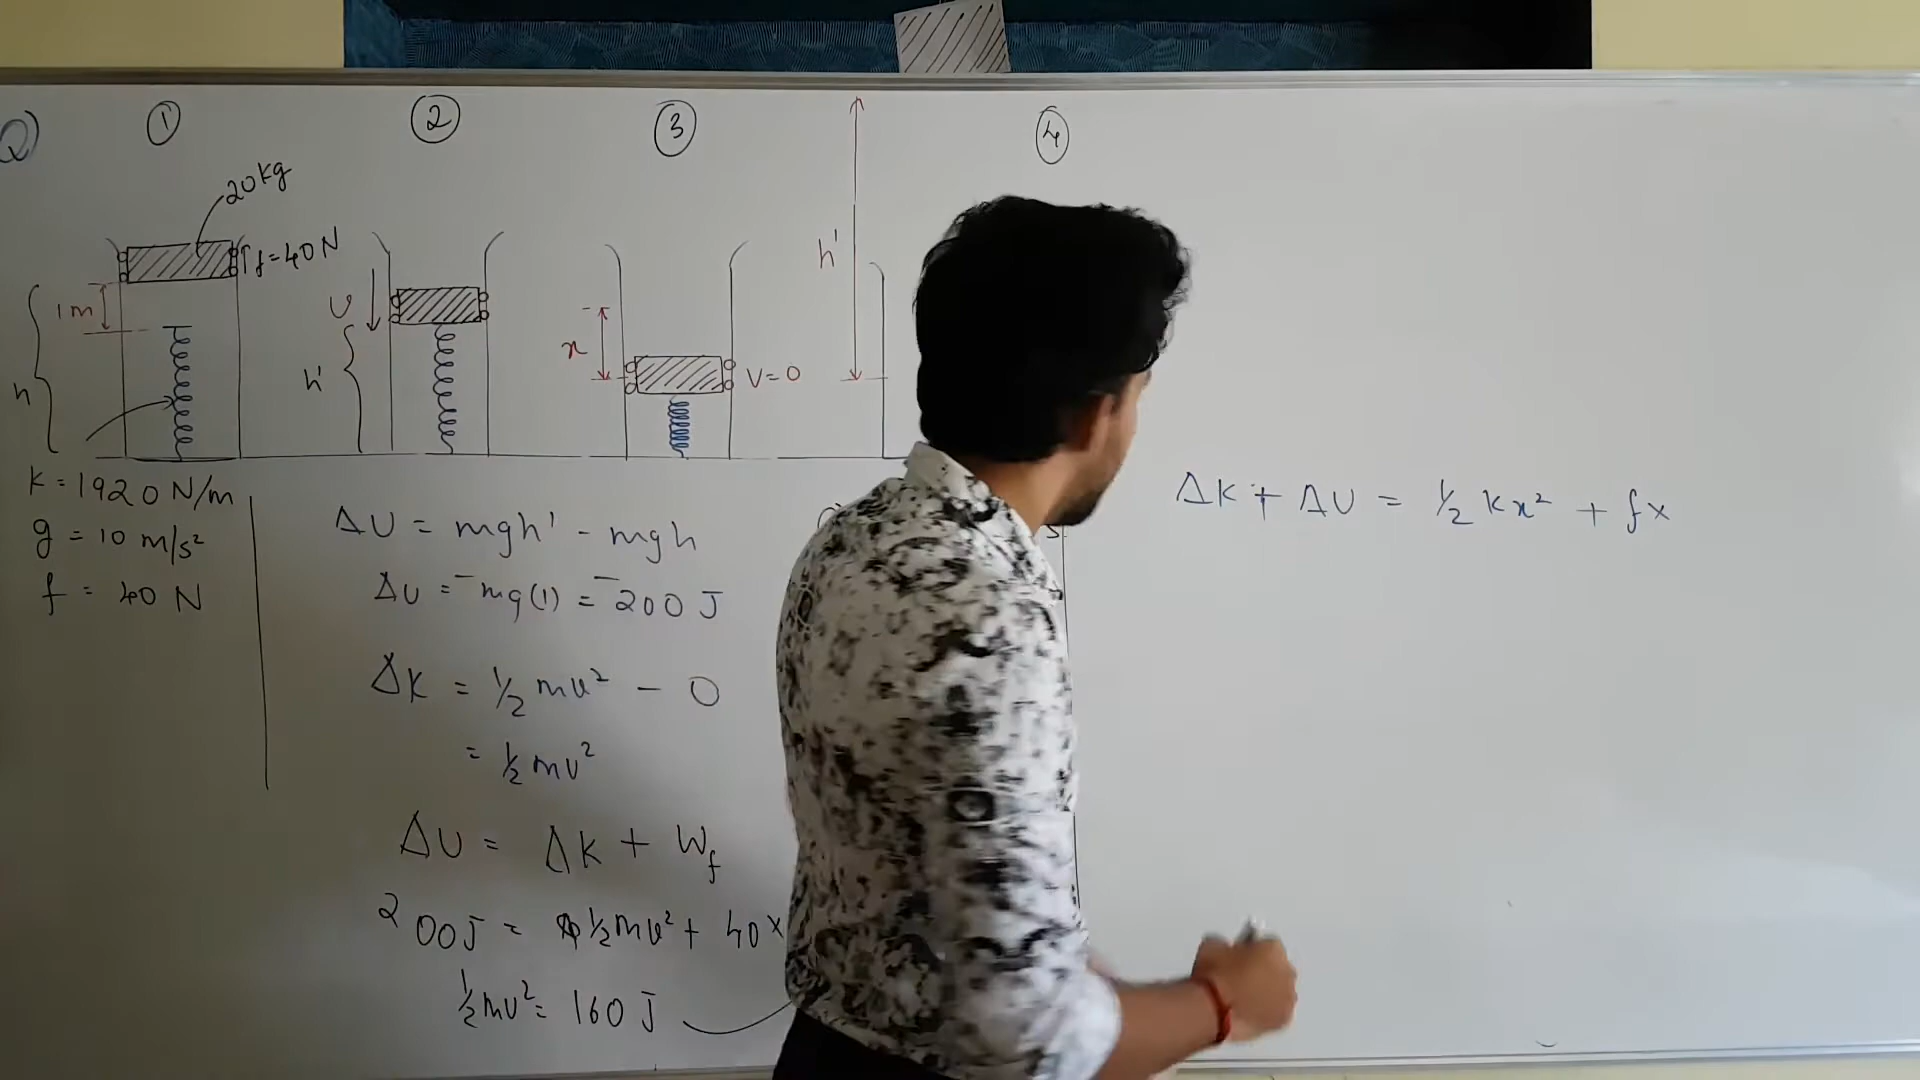 Q)
①
②
③
④
20kg
f=40N
1m
h
v
h'
x
V=0
h'
K=1920 N/m
g = 10 m/s²
f = 40 N
ΔU = mgh' - mgh
ΔU = -mg(1) = -200 J
ΔK = ½mv² - 0
= ½mv²
ΔU = ΔK + Wf
200J = ½mv² + 40×
½mv² = 160 J
ΔK + ΔU = ½kx² + fx